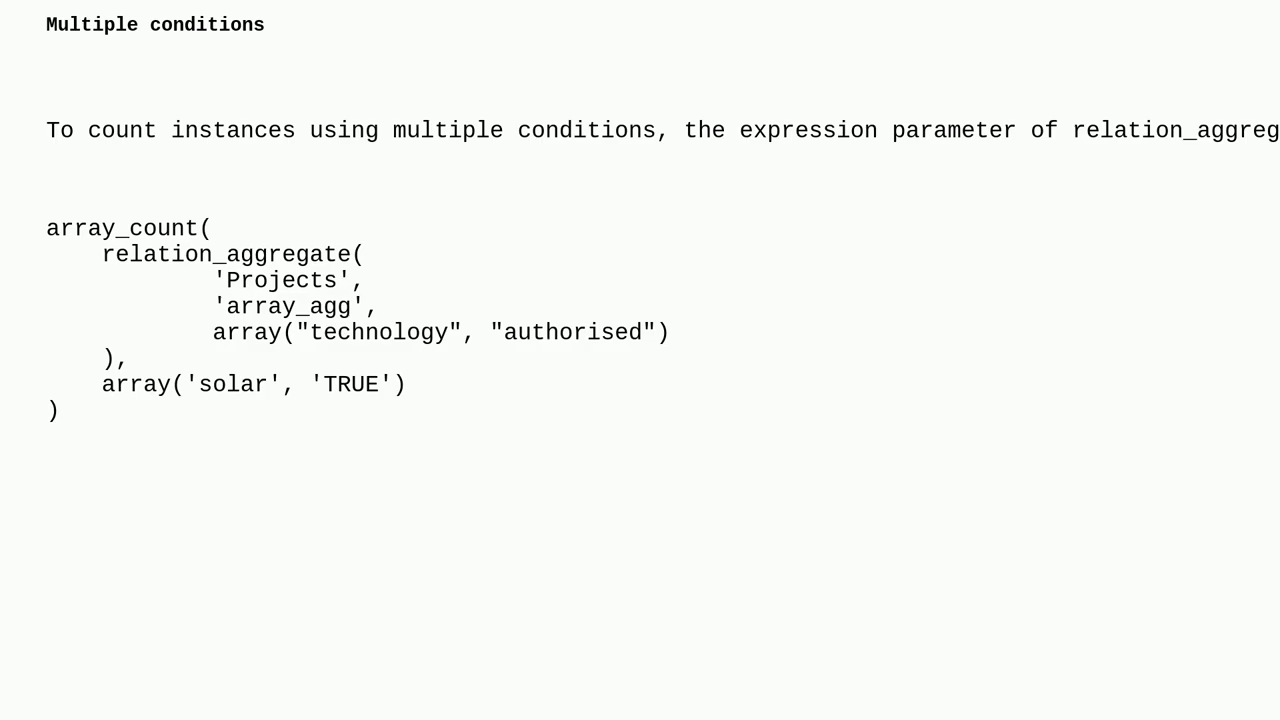 Multiple conditions
To count instances using multiple conditions, the expression parameter of relation_aggreg
array_count(
    relation_aggregate(
            'Projects',
            'array_agg',
            array("technology", "authorised")
    ),
    array('solar', 'TRUE')
)